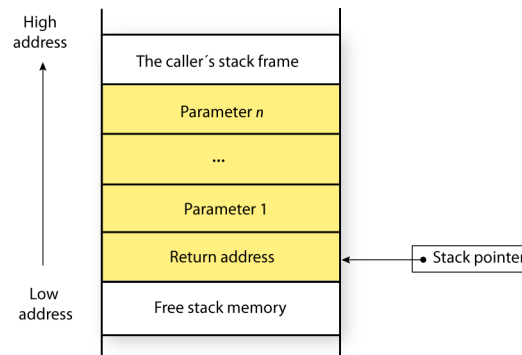 High
address
The caller´s stack frame
Parameter n
...
Parameter 1
Return address
Stack pointer
Low
address
Free stack memory